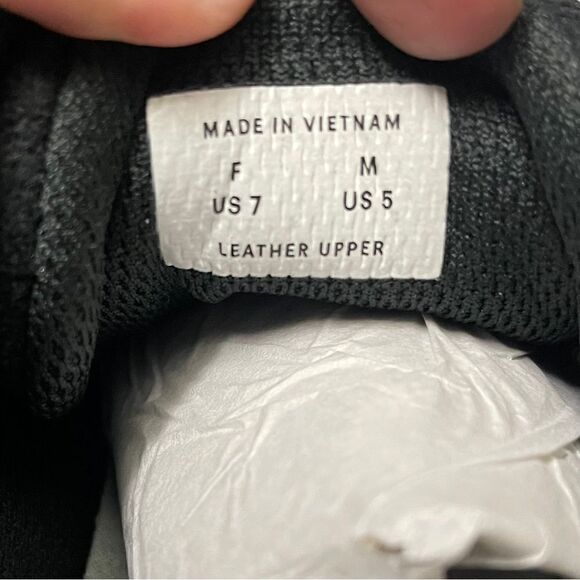 MADE IN VIETNAM
F M
US 7 US 5
LEATHER UPPER